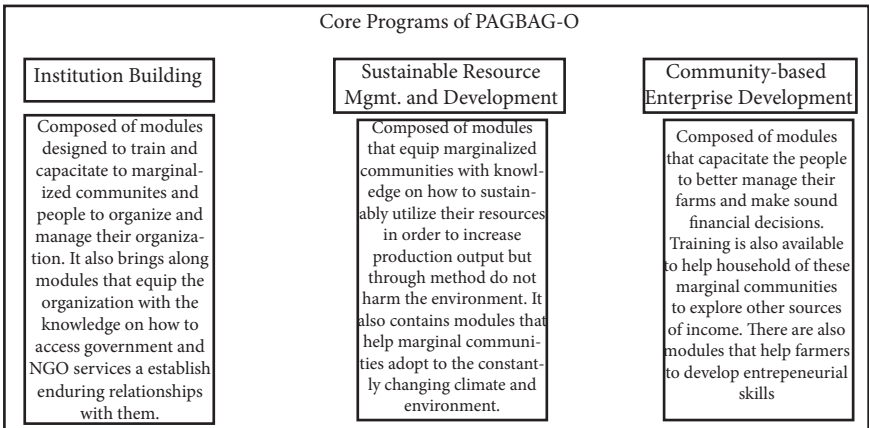 Core Programs of PAGBAG-O
Institution Building
Composed of modules
designed to train and
capacitate to marginal-
ized communites and
people to organize and
manage their organiza-
tion. It also brings along
modules that equip the
organization with the
knowledge on how to
access government and
NGO services a establish
enduring relationships
with them.
Sustainable Resource
Mgmt. and Development
Composed of modules
that equip marginalized
communities with knowl-
edge on how to sustain-
ably utilize their resources
in order to increase
production output but
through method do not
harm the environment. It
also contains modules that
help marginal communi-
ties adopt to the constant-
ly changing climate and
environment.
Community-based
Enterprise Development
Composed of modules
that capacitate the people
to better manage their
farms and make sound
financial decisions.
Training is also available
to help household of these
marginal communities
to explore other sources
of income. There are also
modules that help farmers
to develop entrepeneurial
skills